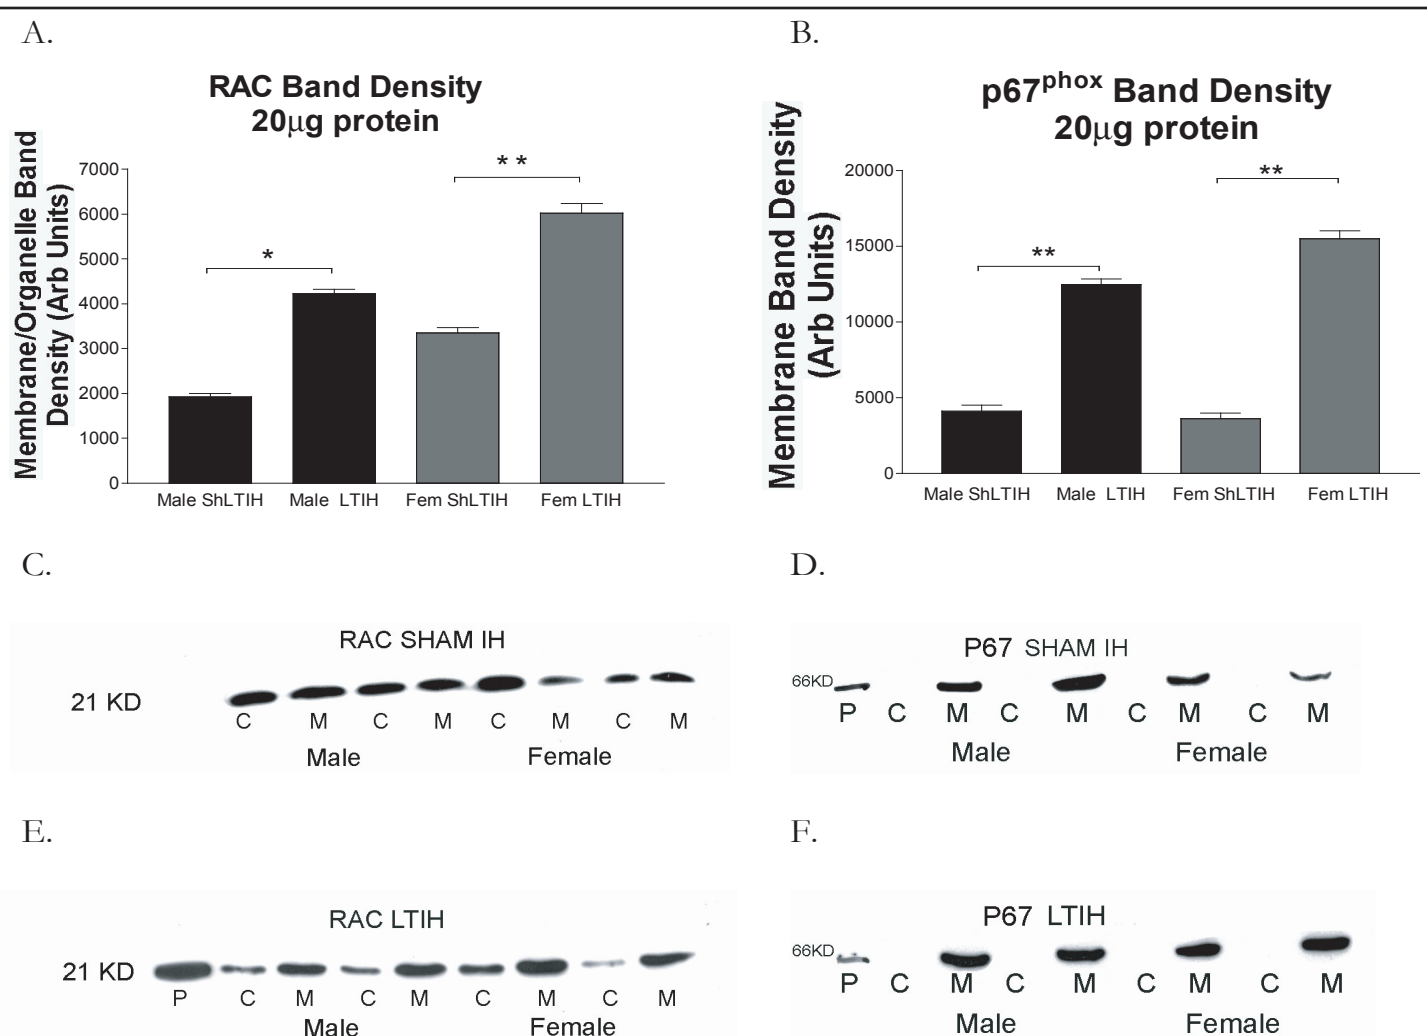 A.
RAC Band Density
20μg protein
Membrane/Organelle Band
Density (Arb Units)
7000
6000
5000
4000
3000
2000
1000
0
*
* *
Male ShLTIH Male LTIH Fem ShLTIH Fem LTIH
B.
p67phox Band Density
20μg protein
Membrane Band Density
(Arb Units)
20000
15000
10000
5000
0
**
**
Male ShLTIH Male LTIH Fem ShLTIH Fem LTIH
C.
RAC SHAM IH
21 KD
C M C M C M C M
Male Female
D.
P67 SHAM IH
66KD
P C M C M C M C M
Male Female
E.
RAC LTIH
21 KD
P C M C M C M C M
Male Female
F.
P67 LTIH
66KD
P C M C M C M C M
Male Female